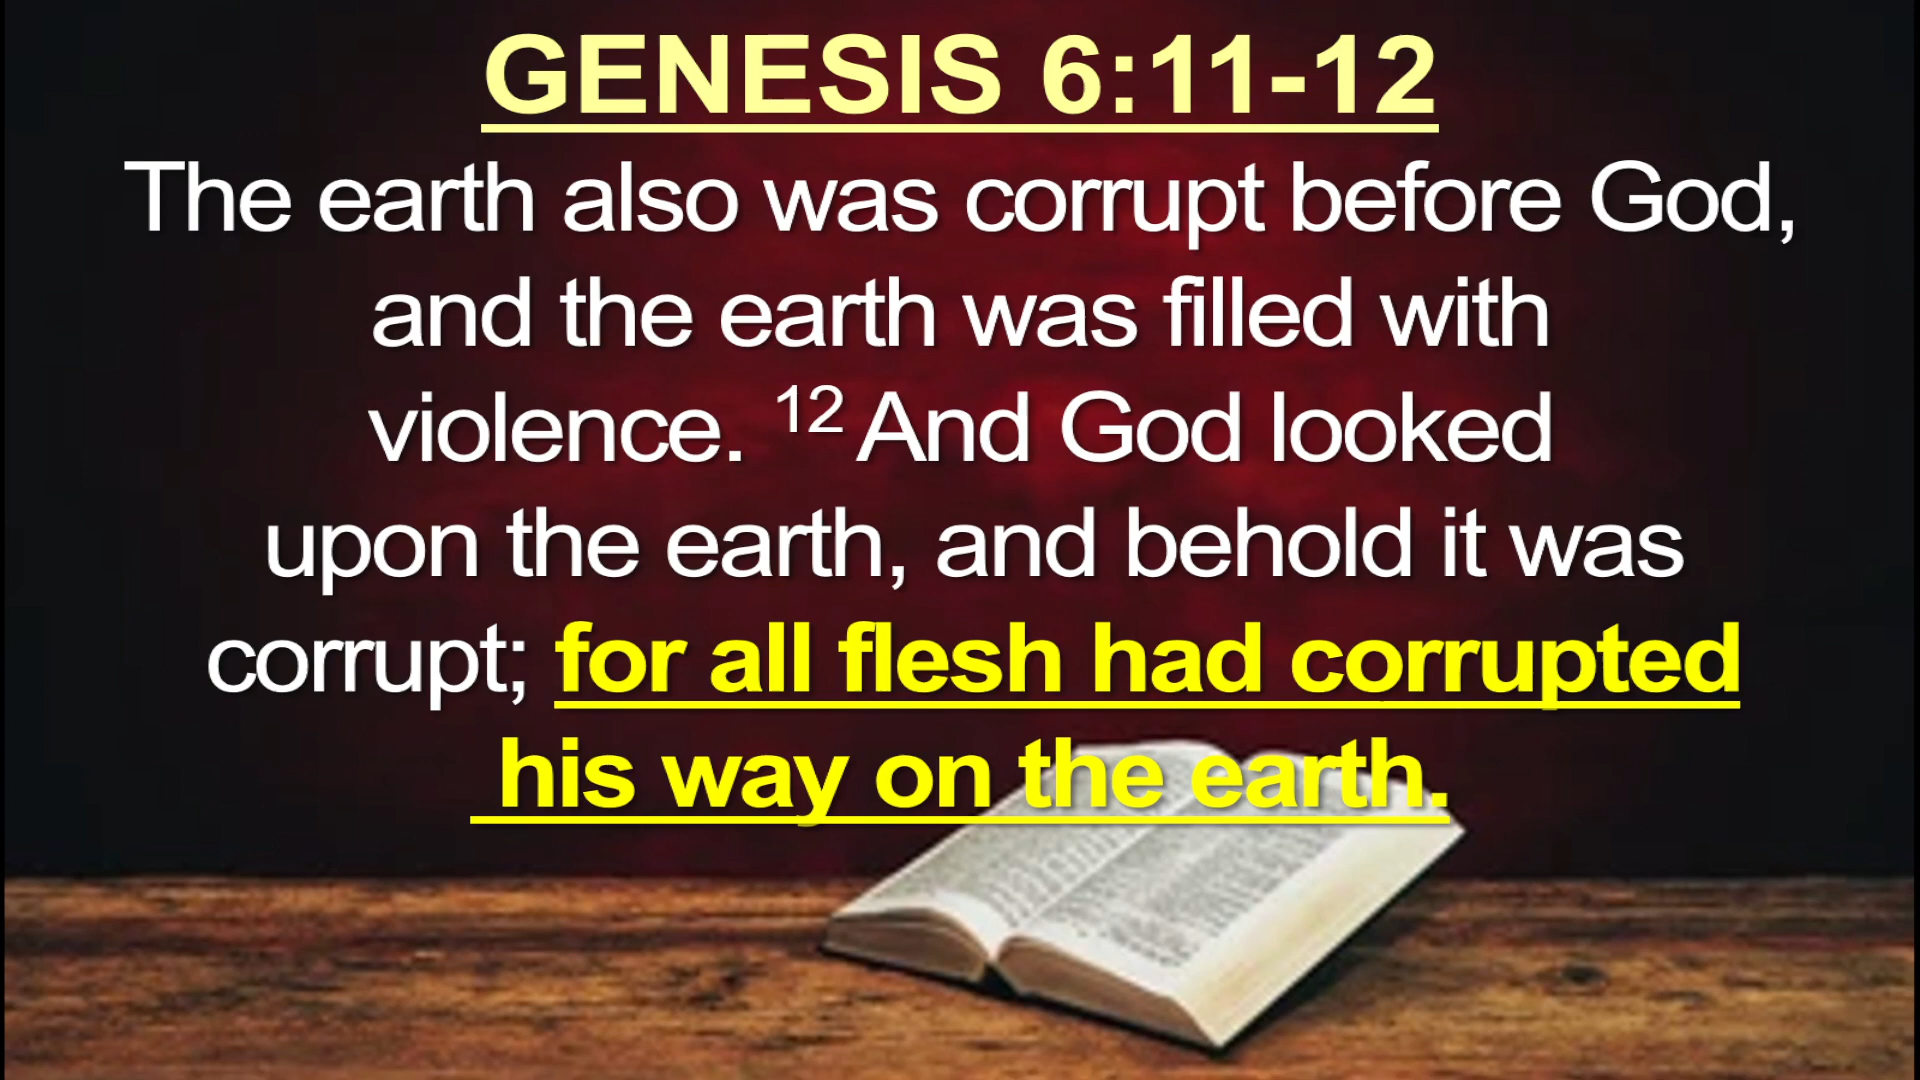 GENESIS 6:11-12
The earth also was corrupt before God,
and the earth was filled with
violence. 12 And God looked
upon the earth, and behold it was
corrupt; for all flesh had corrupted
his way on the earth.